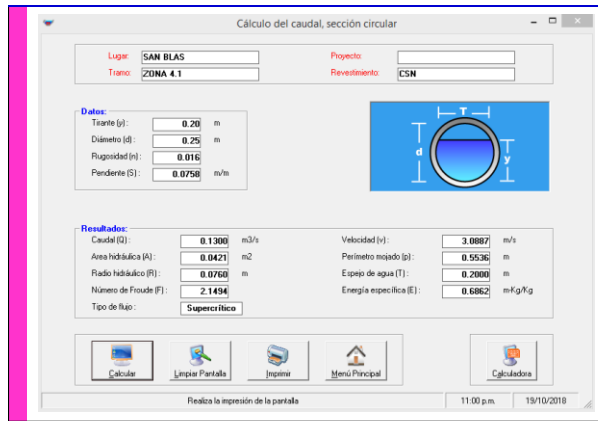 Cálculo del caudal, sección circular
Lugar: SAN BLAS Proyecto:
Tramo: ZONA 4.1 Revestimiento: CSN
Datos:
Tirante (y) : 0.20 m
Diámetro (d) : 0.25 m
Rugosidad (n) : 0.016
Pendiente (S) : 0.0758 m/m
T
d
y
Resultados:
Caudal (Q) : 0.1300 m3/s Velocidad (v) : 3.0887 m/s
Area hidráulica (A) : 0.0421 m2 Perímetro mojado (p) : 0.5536 m
Radio hidráulico (R) : 0.0760 m Espejo de agua (T) : 0.2000 m
Número de Froude (F) : 2.1494 Energía específica (E) : 0.6862 m-Kg/Kg
Tipo de flujo : Supercrítico
Calcular Limpiar Pantalla Imprimir Menú Principal Calculadora
Realiza la impresión de la pantalla 11:00 p.m. 19/10/2018